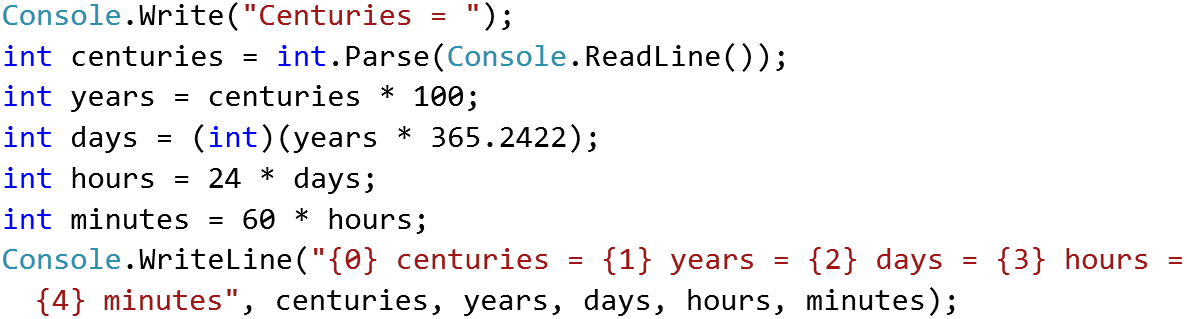 Console.Write("Centuries = ");
int centuries = int.Parse(Console.ReadLine());
int years = centuries * 100;
int days = (int)(years * 365.2422);
int hours = 24 * days;
int minutes = 60 * hours;
Console.WriteLine("{0} centuries = {1} years = {2} days = {3} hours =
{4} minutes", centuries, years, days, hours, minutes);